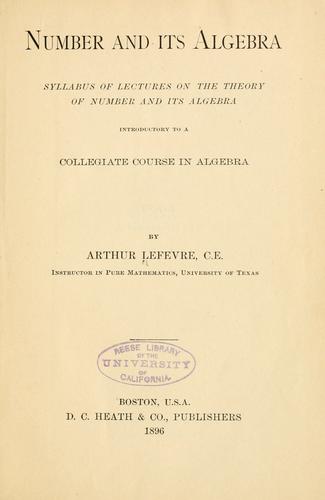 NUMBER AND ITS ALGEBRA
SYLLABUS OF LECTURES ON THE THEORY
OF NUMBER AND ITS ALGEBRA
INTRODUCTORY TO A
COLLEGIATE COURSE IN ALGEBRA
BY
ARTHUR LEFEVRE, C.E.
INSTRUCTOR IN PURE MATHEMATICS, UNIVERSITY OF TEXAS
REESE LIBRARY
OF THE
UNIVERSITY
OF
CALIFORNIA.
BOSTON, U.S.A.
D. C. HEATH & CO., PUBLISHERS
1896